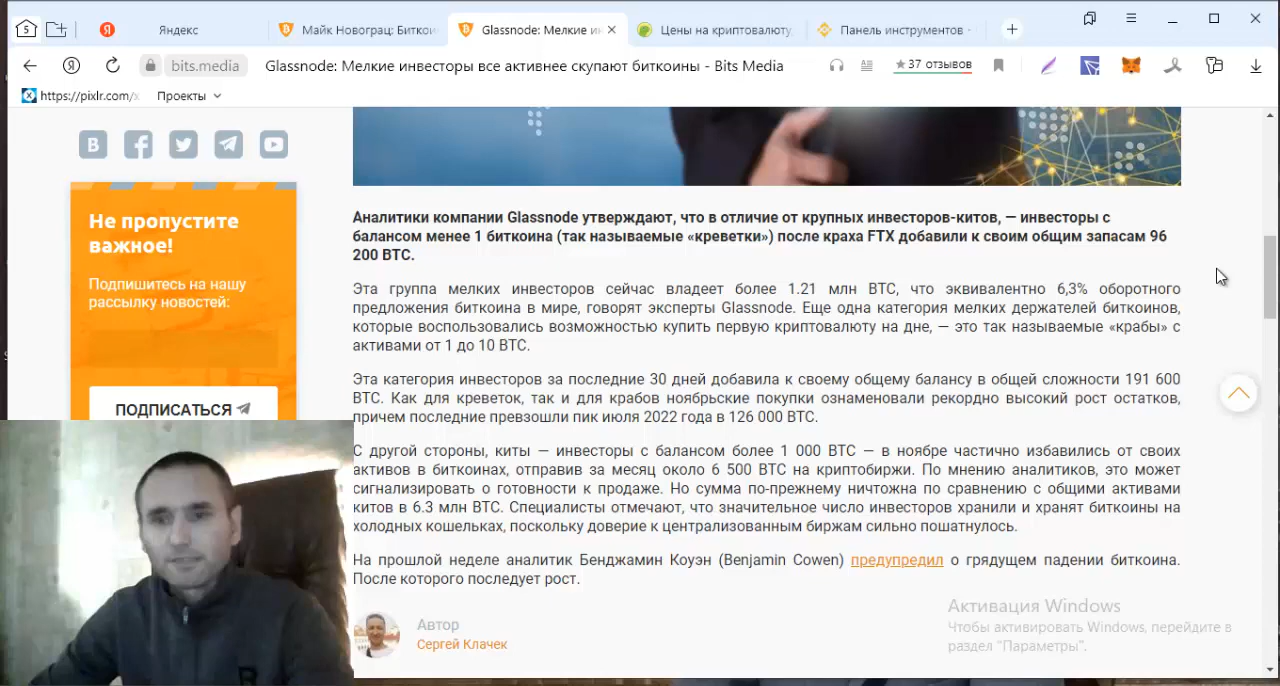 Яндекс
Майк Новограц: Биткои
Glassnode: Мелкие ин
Цены на криптовалюту,
Панель инструментов -
bits.media
Glassnode: Мелкие инвесторы все активнее скупают биткоины - Bits Media
★ 37 отзывов
https://pixlr.com/x
Проекты
Не пропустите
важное!
Подпишитесь на нашу
рассылку новостей:
ПОДПИСАТЬСЯ
Аналитики компании Glassnode утверждают, что в отличие от крупных инвесторов-китов, — инвесторы с
балансом менее 1 биткоина (так называемые «креветки») после краха FTX добавили к своим общим запасам 96
200 BTC.
Эта группа мелких инвесторов сейчас владеет более 1.21 млн BTC, что эквивалентно 6,3% оборотного
предложения биткоина в мире, говорят эксперты Glassnode. Еще одна категория мелких держателей биткоинов,
которые воспользовались возможностью купить первую криптовалюту на дне, — это так называемые «крабы» с
активами от 1 до 10 BTC.
Эта категория инвесторов за последние 30 дней добавила к своему общему балансу в общей сложности 191 600
BTC. Как для креветок, так и для крабов ноябрьские покупки ознаменовали рекордно высокий рост остатков,
причем последние превзошли пик июля 2022 года в 126 000 BTC.
С другой стороны, киты — инвесторы с балансом более 1 000 BTC — в ноябре частично избавились от своих
активов в биткоинах, отправив за месяц около 6 500 BTC на криптобиржи. По мнению аналитиков, это может
сигнализировать о готовности к продаже. Но сумма по-прежнему ничтожна по сравнению с общими активами
китов в 6.3 млн BTC. Специалисты отмечают, что значительное число инвесторов хранили и хранят биткоины на
холодных кошельках, поскольку доверие к централизованным биржам сильно пошатнулось.
На прошлой неделе аналитик Бенджамин Коуэн (Benjamin Cowen) предупредил о грядущем падении биткоина.
После которого последует рост.
Автор
Сергей Клачек
Активация Windows
Чтобы активировать Windows, перейдите в
раздел "Параметры".